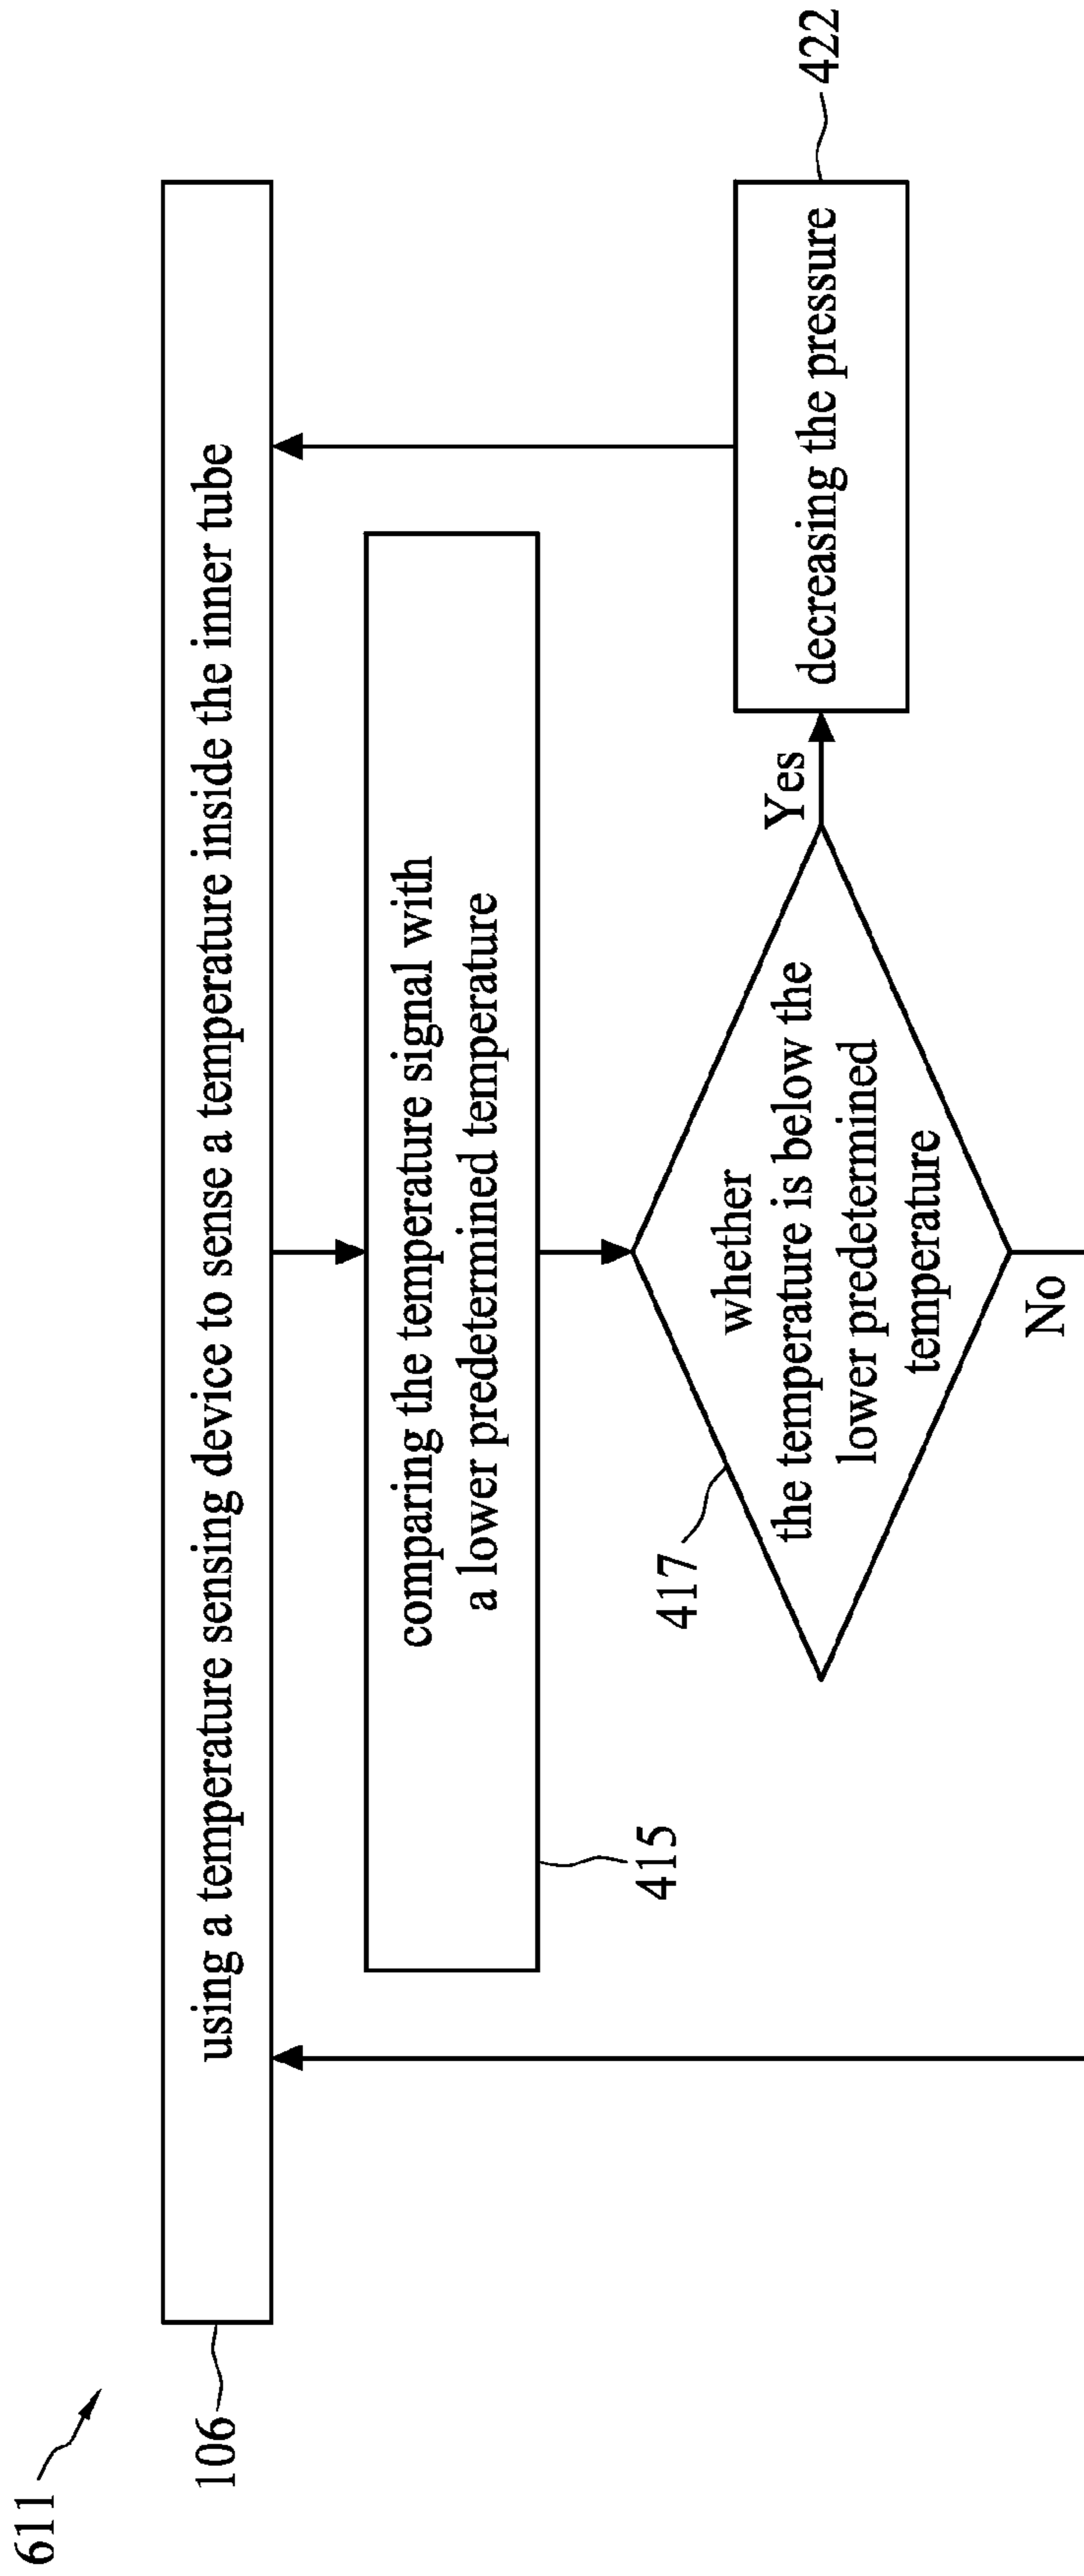 611
106
using a temperature sensing device to sense a temperature inside the inner tube
comparing the temperature signal with
a lower predetermined temperature
415
417
whether
the temperature is below the
lower predetermined
temperature
Yes
decreasing the pressure
422
No